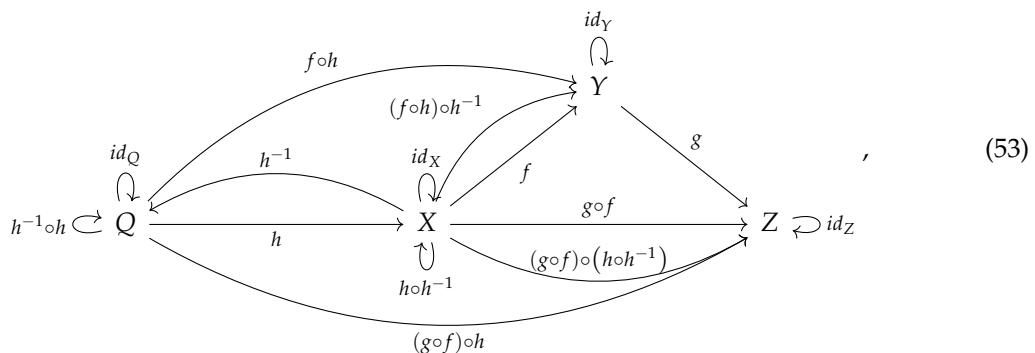 id_Y
f∘h
Y
(f∘h)∘h⁻¹
g
, (53)
id_Q h⁻¹ id_X f
g∘f
h⁻¹∘h Q X Z id_Z
h
(g∘f)∘(h∘h⁻¹)
h∘h⁻¹
(g∘f)∘h